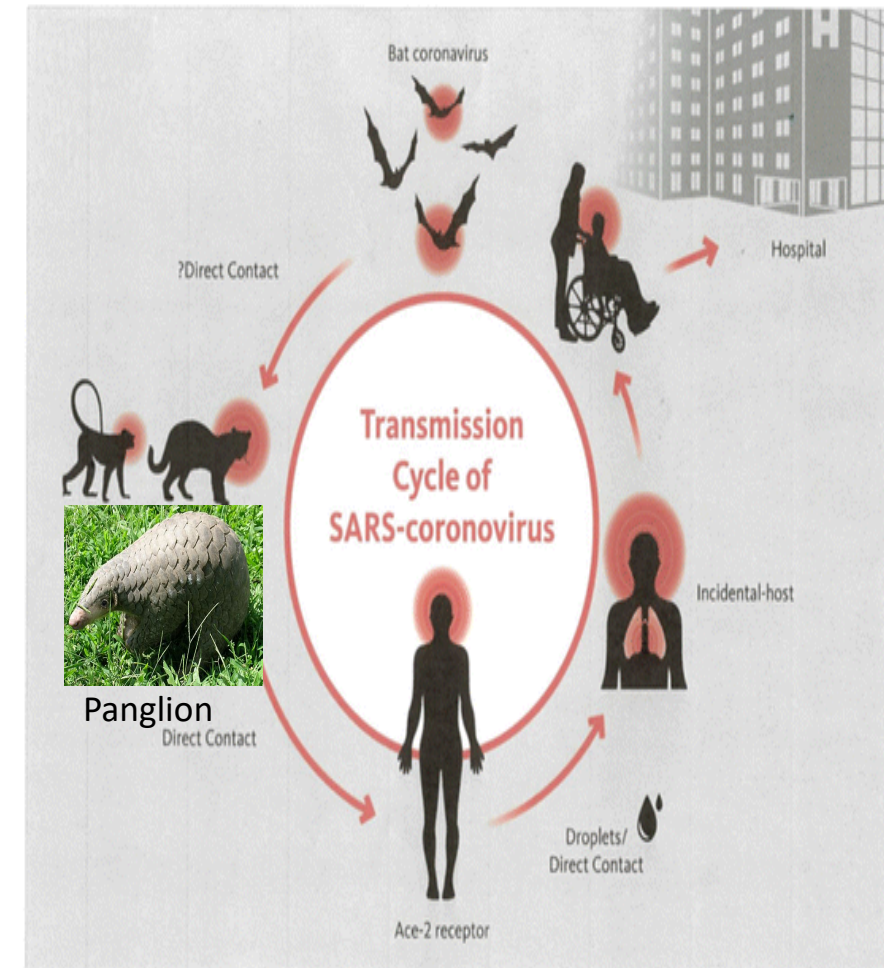 Bat coronavirus
H
Hospital
?Direct Contact
Transmission
Cycle of
SARS-coronovirus
Incidental-host
Panglion
Direct Contact
Droplets/
Direct Contact
Ace-2 receptor